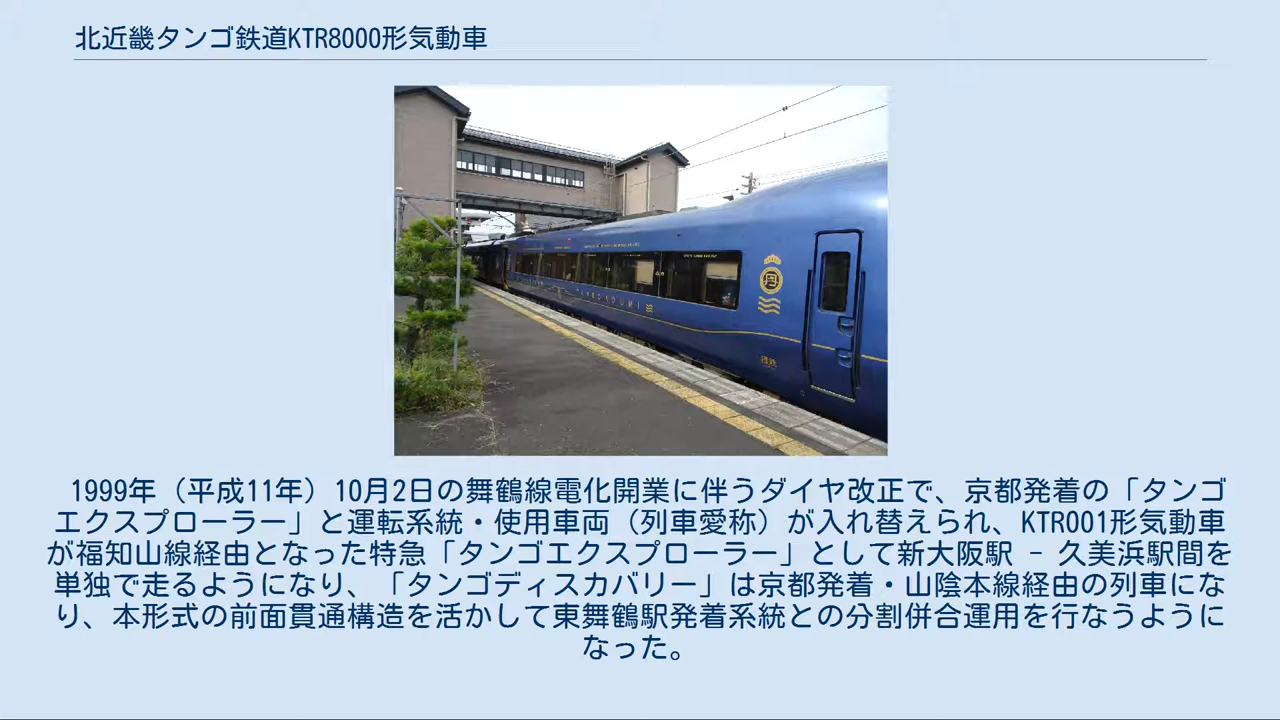 北近畿タンゴ鉄道KTR8000形気動車
1999年（平成11年）10月2日の舞鶴線電化開業に伴うダイヤ改正で、京都発着の「タンゴ
エクスプローラー」と運転系統・使用車両（列車愛称）が入れ替えられ、KTR001形気動車
が福知山線経由となった特急「タンゴエクスプローラー」として新大阪駅 - 久美浜駅間を
単独で走るようになり、「タンゴディスカバリー」は京都発着・山陰本線経由の列車にな
り、本形式の前面貫通構造を活かして東舞鶴駅発着系統との分割併合運用を行なうように
なった。